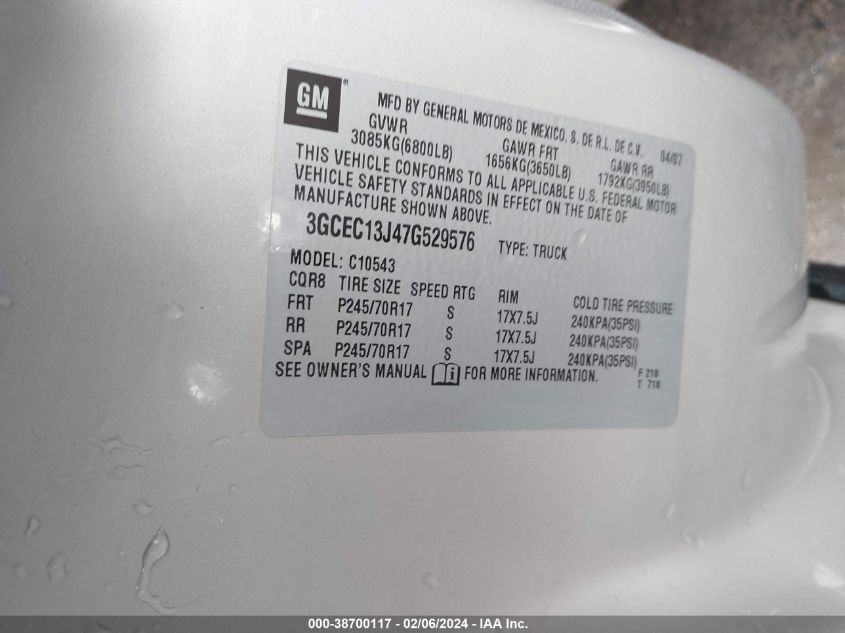 GM ®
MFD BY GENERAL MOTORS DE MEXICO, S. DE R.L. DE C.V. 04/07
GVWR GAWR FRT GAWR RR
3085KG(6800LB) 1656KG(3650LB) 1792KG(3950LB)
THIS VEHICLE CONFORMS TO ALL APPLICABLE U.S. FEDERAL MOTOR
VEHICLE SAFETY STANDARDS IN EFFECT ON THE DATE OF
MANUFACTURE SHOWN ABOVE.
3GCEC13J47G529576 TYPE: TRUCK
MODEL: C10543
CQR8 TIRE SIZE SPEED RTG RIM COLD TIRE PRESSURE
FRT P245/70R17 S 17X7.5J 240KPA(35PSI)
RR P245/70R17 S 17X7.5J 240KPA(35PSI)
SPA P245/70R17 S 17X7.5J 240KPA(35PSI)
SEE OWNER'S MANUAL i FOR MORE INFORMATION. F 218
T 718
000-38700117 - 02/06/2024 - IAA Inc.